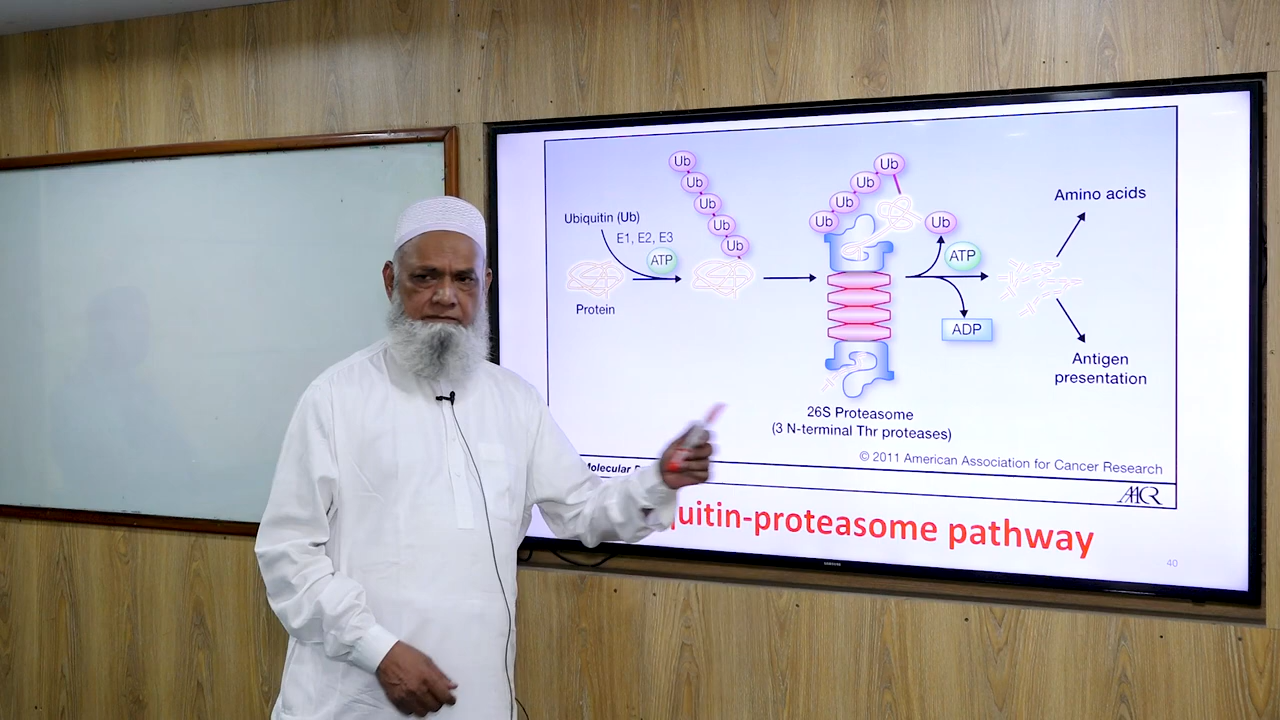 Ub
Ub
Ub
Ub
Ub
Ubiquitin (Ub)
E1, E2, E3
ATP
Protein
Ub
Ub
Ub
Ub
Ub
ATP
ADP
Amino acids
Antigen
presentation
26S Proteasome
(3 N-terminal Thr proteases)
© 2011 American Association for Cancer Research
Molecular
AACR
uitin-proteasome pathway
40
SAMSUNG